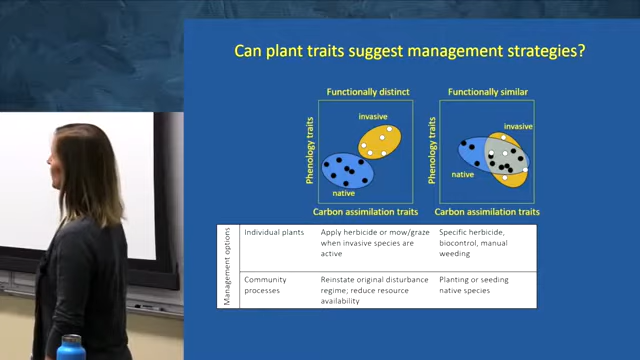 Can plant traits suggest management strategies?
Functionally distinct
Functionally similar
Phenology traits
invasive
native
Carbon assimilation traits
Phenology traits
invasive
native
Carbon assimilation traits
Management options
Individual plants
Apply herbicide or mow/graze
when invasive species are
active
Specific herbicide,
biocontrol, manual
weeding
Community
processes
Reinstate original disturbance
regime; reduce resource
availability
Planting or seeding
native species